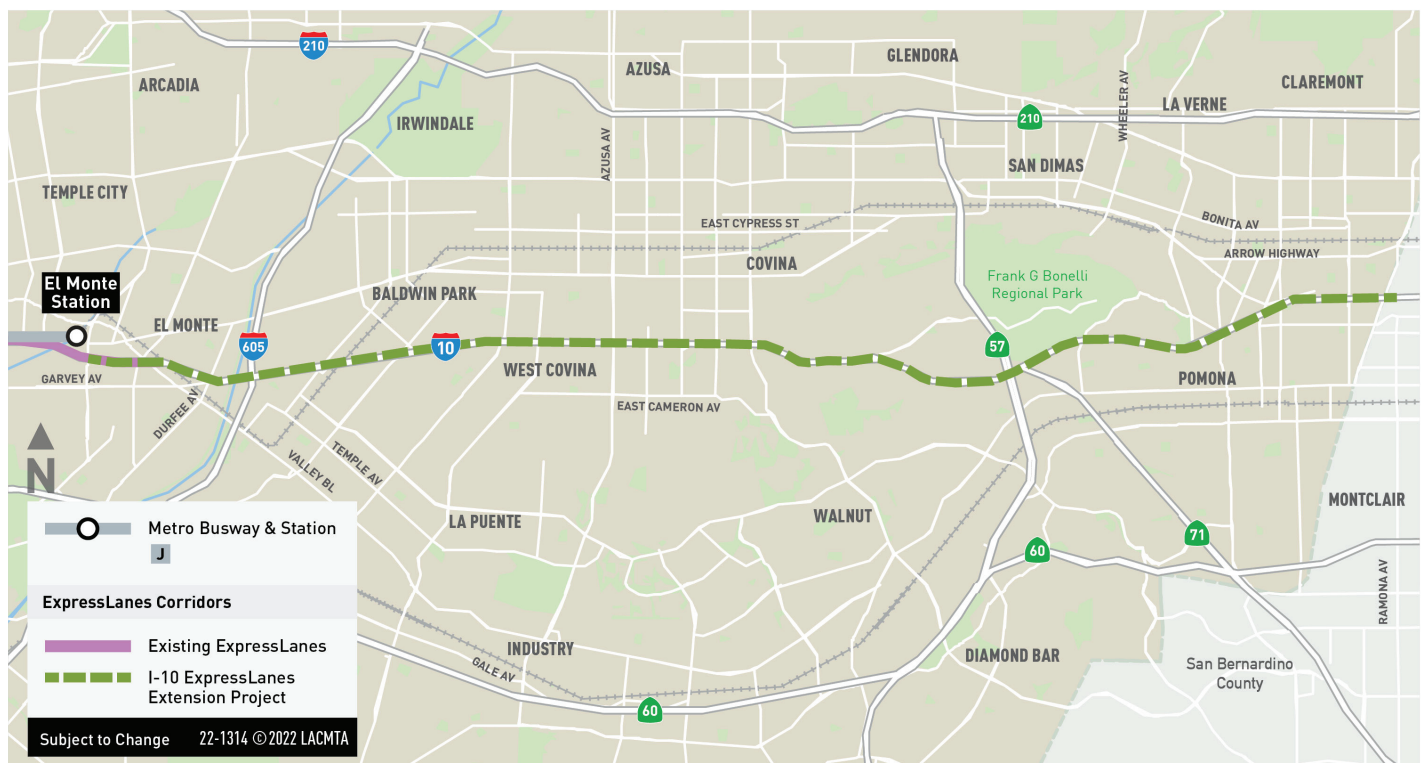 210
ARCADIA
AZUSA
GLENDORA
CLAREMONT
LA VERNE
WHEELER AV
IRWINDALE
210
AZUSA AV
SAN DIMAS
TEMPLE CITY
EAST CYPRESS ST
BONITA AV
ARROW HIGHWAY
COVINA
El Monte
Station
BALDWIN PARK
Frank G Bonelli
Regional Park
EL MONTE
605
10
57
GARVEY AV
WEST COVINA
POMONA
DURFEE AV
EAST CAMERON AV
N
VALLEY BL
TEMPLE AV
MONTCLAIR
LA PUENTE
WALNUT
71
60
RAMONA AV
Metro Busway & Station
J
ExpressLanes Corridors
Existing ExpressLanes
I-10 ExpressLanes
Extension Project
INDUSTRY
GALE AV
DIAMOND BAR
San Bernardino
County
60
Subject to Change 22-1314 ©2022 LACMTA